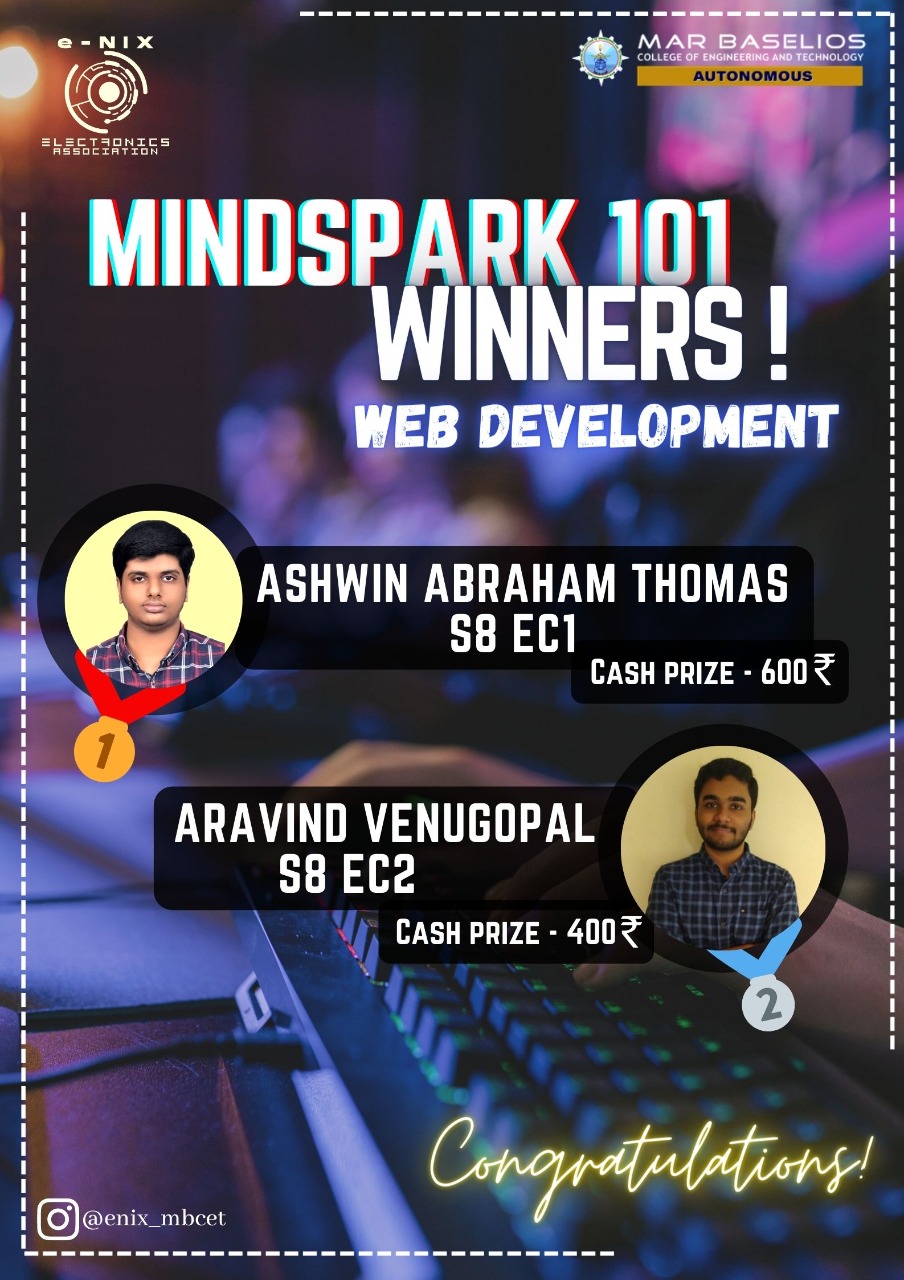 e-NIX
ELECTRONICS
ASSOCIATION
MAR BASELIOS
COLLEGE OF ENGINEERING AND TECHNOLOGY
AUTONOMOUS
MINDSPARK 101
WINNERS !
WEB DEVELOPMENT
ASHWIN ABRAHAM THOMAS
S8 EC1
CASH PRIZE - 600₹
1
ARAVIND VENUGOPAL
S8 EC2
CASH PRIZE - 400₹
2
Congratulations!
@enix_mbcet